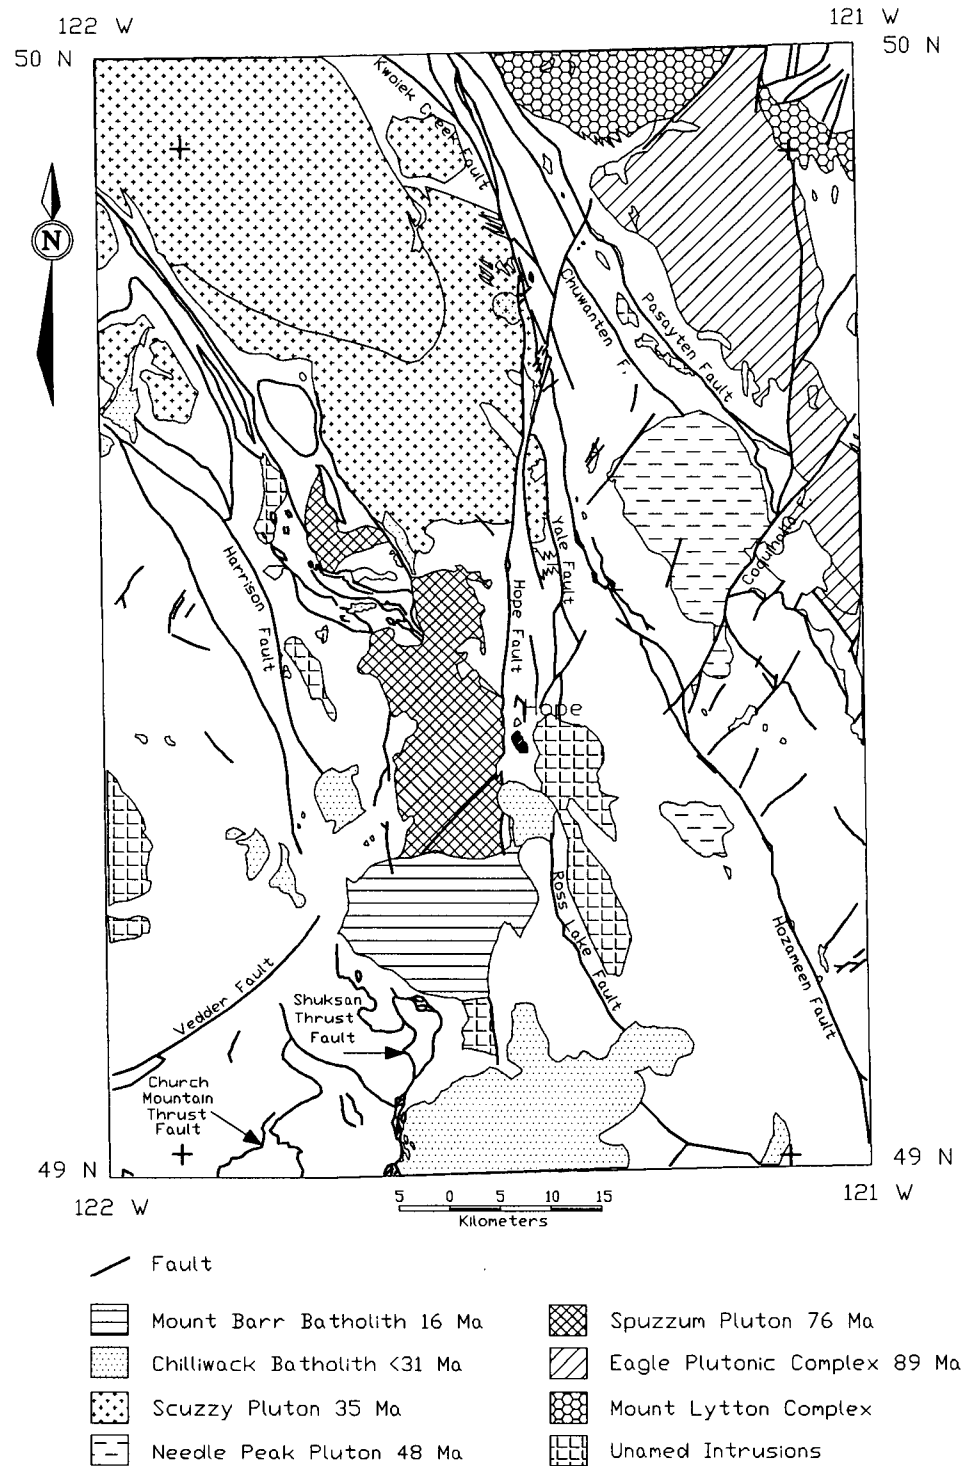 122 W
121 W
50 N
50 N
Kwoiek Creek Fault
N
Chuwanten F.
Pasayten Fault
Coquihalla F.
Yale Fault
Harrison Fault
Hope Fault
Hope
Ross Lake Fault
Hozameen Fault
Vedder Fault
Shuksan
Thrust
Fault
Church
Mountain
Thrust
Fault
49 N
49 N
122 W
121 W
5 0 5 10 15
Kilometers
Fault
Mount Barr Batholith 16 Ma
Chilliwack Batholith <31 Ma
Scuzzy Pluton 35 Ma
Needle Peak Pluton 48 Ma
Spuzzum Pluton 76 Ma
Eagle Plutonic Complex 89 Ma
Mount Lytton Complex
Unamed Intrusions